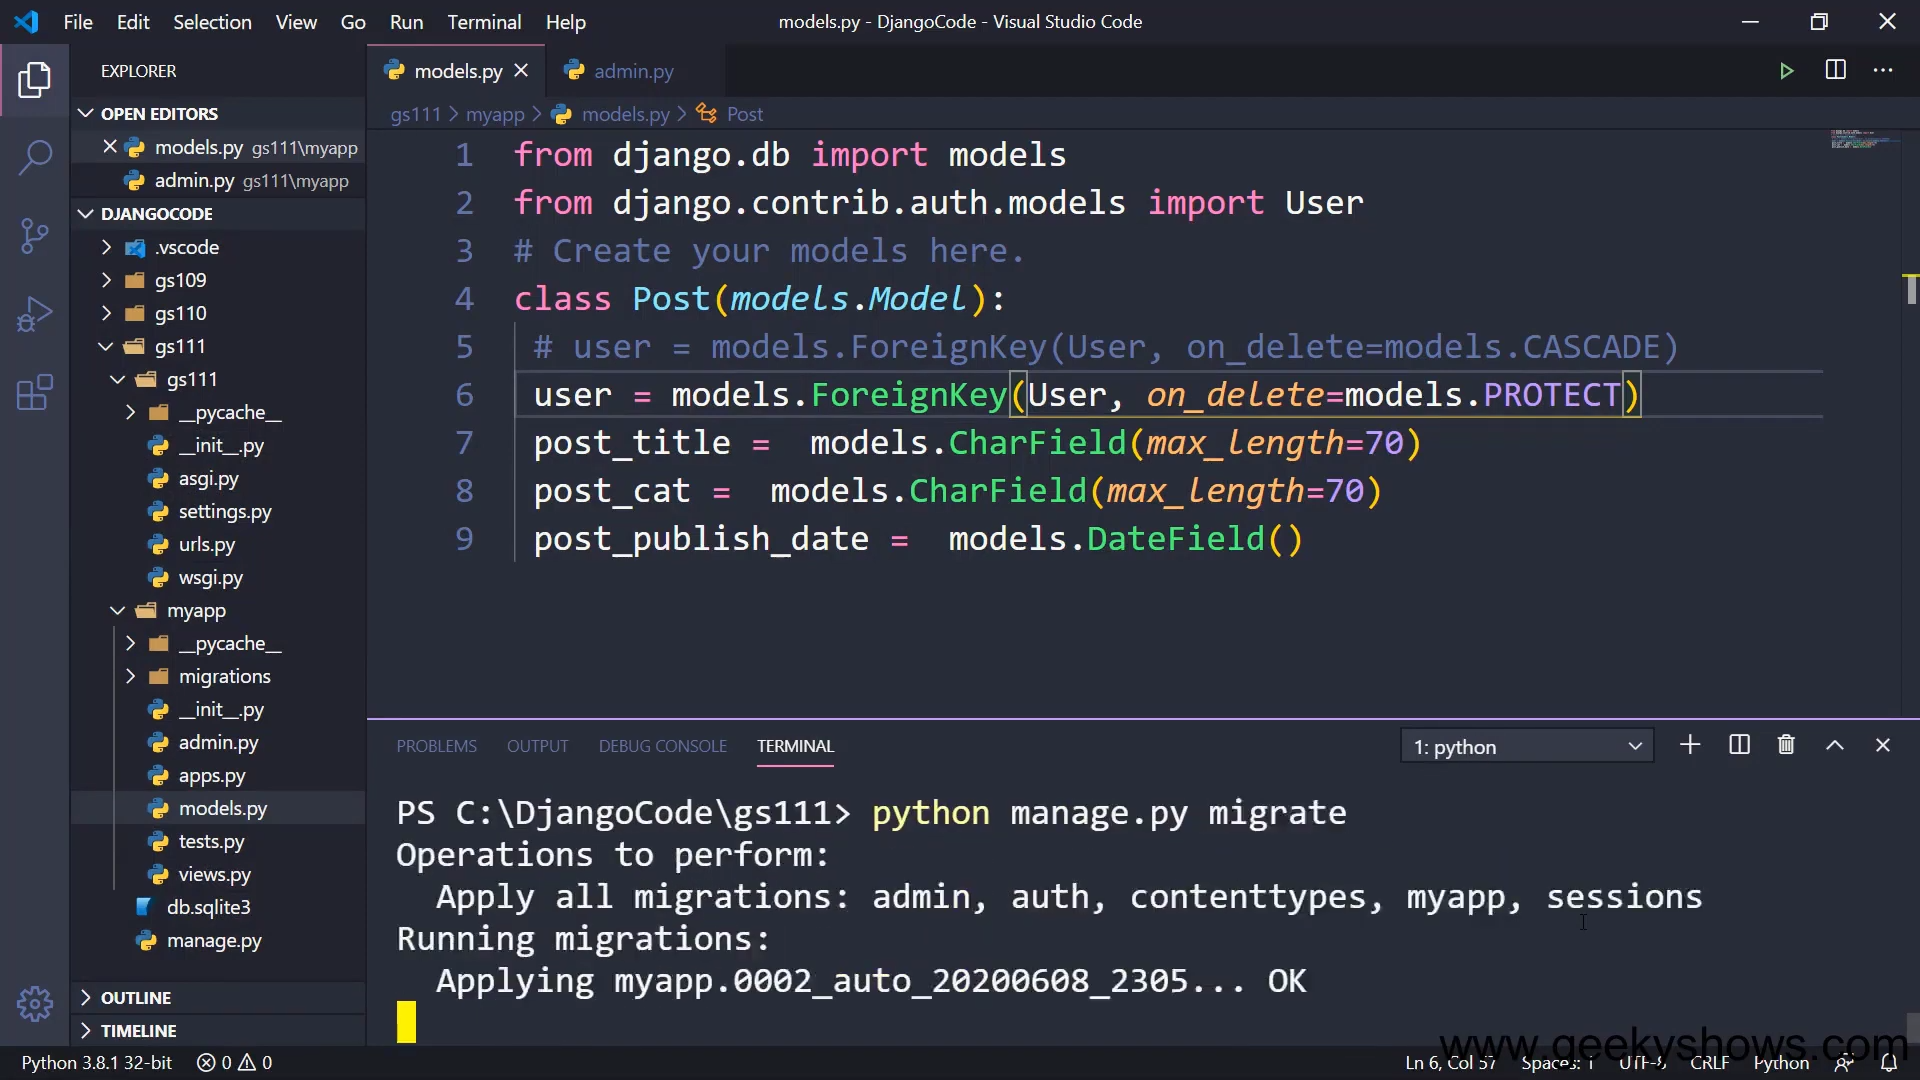 File Edit Selection View Go Run Terminal Help
models.py - DjangoCode - Visual Studio Code
EXPLORER
OPEN EDITORS
models.py gs111\myapp
admin.py gs111\myapp
DJANGOCODE
.vscode
gs109
gs110
gs111
gs111
__pycache__
__init__.py
asgi.py
settings.py
urls.py
wsgi.py
myapp
__pycache__
migrations
__init__.py
admin.py
apps.py
models.py
tests.py
views.py
db.sqlite3
manage.py
OUTLINE
TIMELINE
models.py admin.py
gs111 > myapp > models.py > Post
1 from django.db import models
2 from django.contrib.auth.models import User
3 # Create your models here.
4 class Post(models.Model):
5 # user = models.ForeignKey(User, on_delete=models.CASCADE)
6 user = models.ForeignKey(User, on_delete=models.PROTECT)
7 post_title =  models.CharField(max_length=70)
8 post_cat =  models.CharField(max_length=70)
9 post_publish_date =  models.DateField()
PROBLEMS OUTPUT DEBUG CONSOLE TERMINAL 1: python
PS C:\DjangoCode\gs111> python manage.py migrate
Operations to perform:
Apply all migrations: admin, auth, contenttypes, myapp, sessions
Running migrations:
Applying myapp.0002_auto_20200608_2305... OK
www.geekyshows.com
Python 3.8.1 32-bit 0 0 Ln 6, Col 57 Spaces: 1 UTF-8 CRLF Python